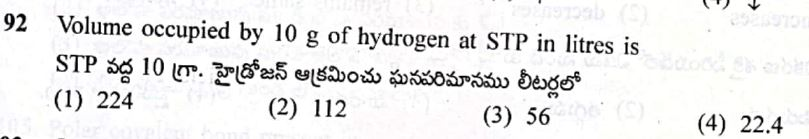 92 Volume occupied by 10 g of hydrogen at STP in litres is
STP వద్ద 10 గ్రా. హైడ్రోజన్ ఆక్రమించు ఘనపరిమానము లీటర్లలో
(1) 224 (2) 112 (3) 56 (4) 22.4